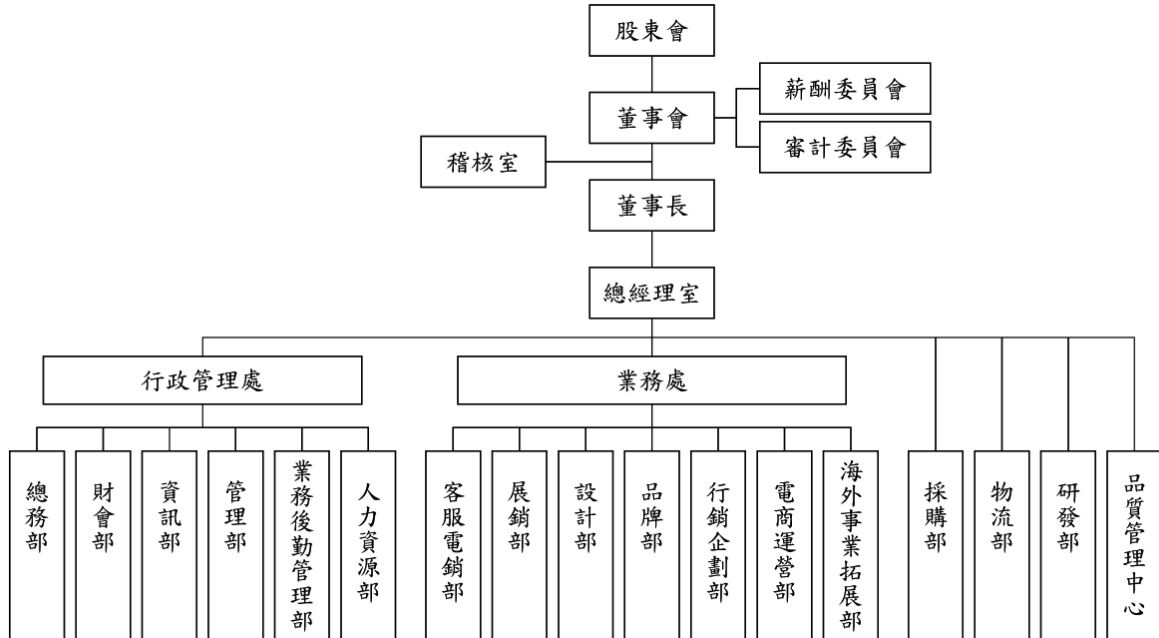 股東會
董事會
薪酬委員會
審計委員會
稽核室
董事長
總經理室
行政管理處
業務處
總務部
財會部
資訊部
管理部
業務後勤管理部
人力資源部
客服電銷部
展銷部
設計部
品牌部
行銷企劃部
電商運營部
海外事業拓展部
採購部
物流部
研發部
品質管理中心